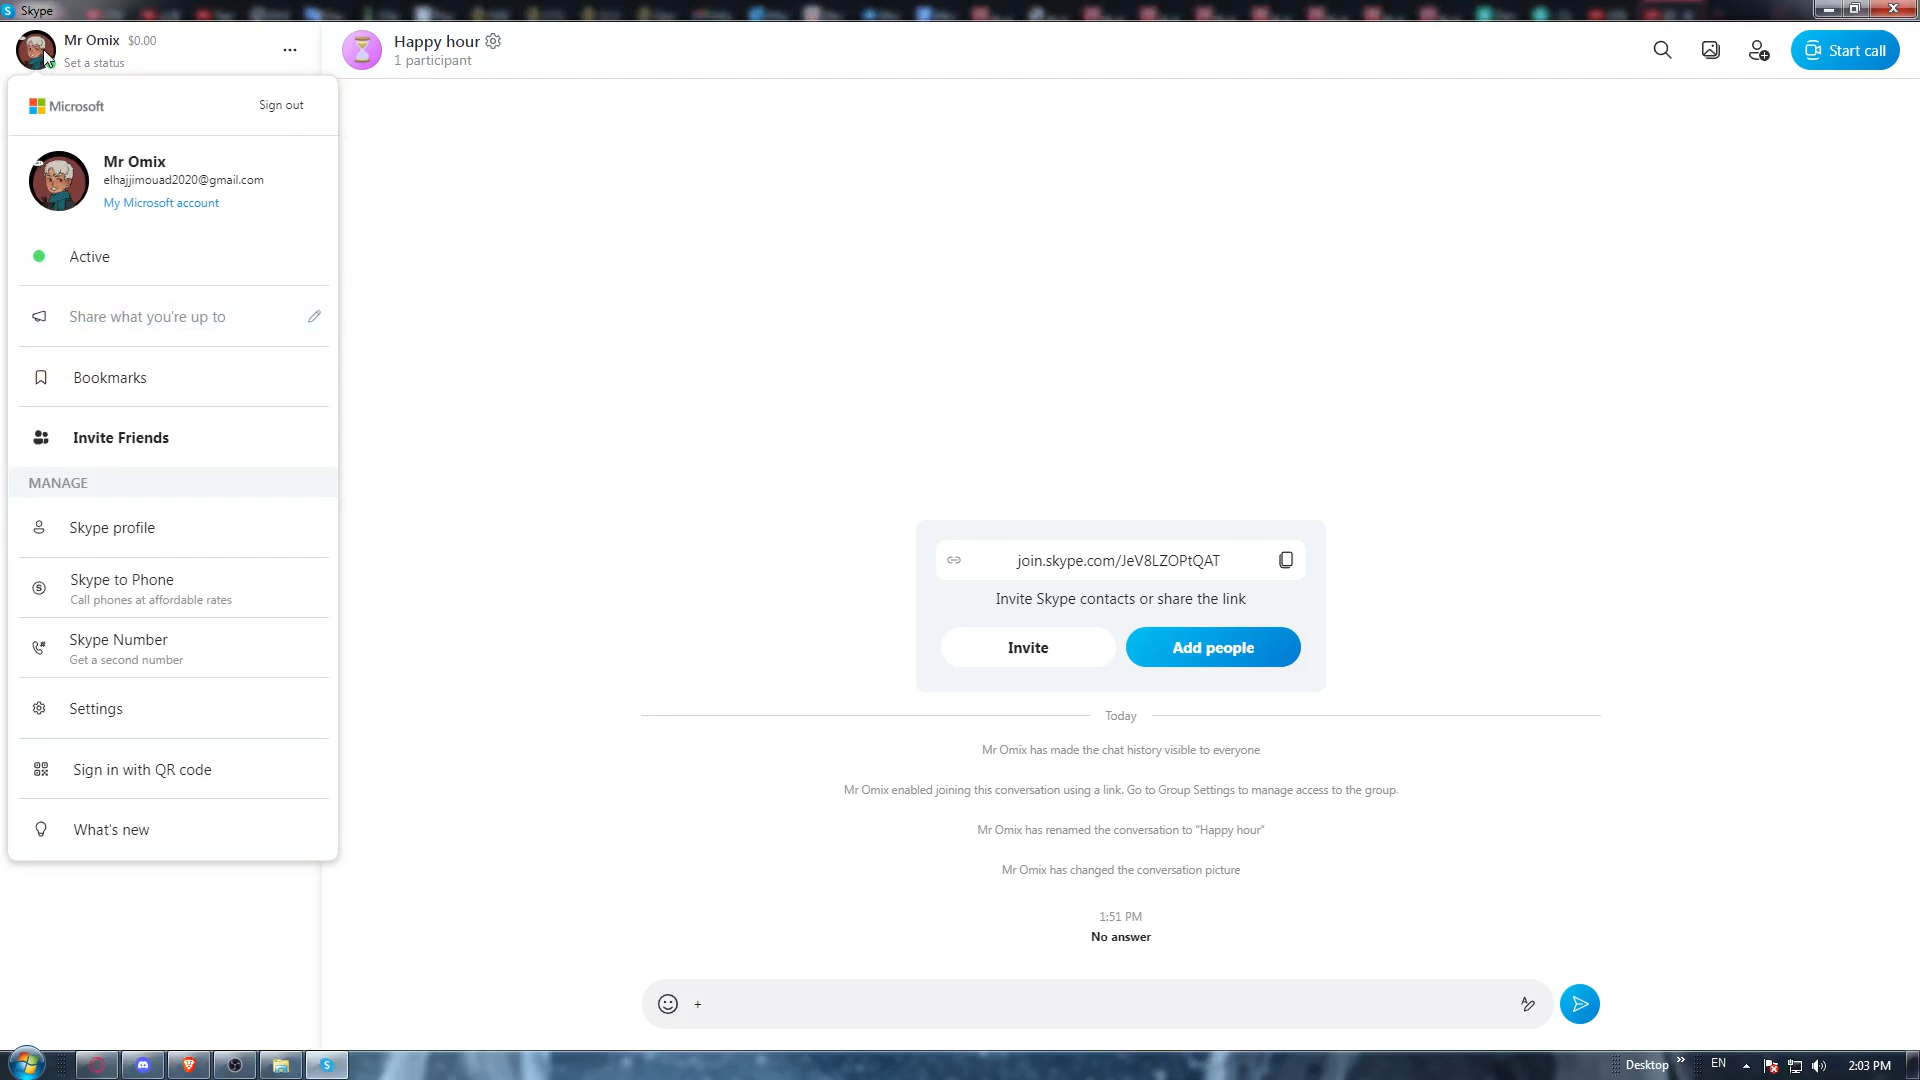 Skype
Mr Omix $0.00
Set a status
Happy hour
1 participant
Start call
Microsoft
Sign out
Mr Omix
elhajjimouad2020@gmail.com
My Microsoft account
Active
Share what you're up to
Bookmarks
Invite Friends
MANAGE
Skype profile
Skype to Phone
Call phones at affordable rates
Skype Number
Get a second number
Settings
Sign in with QR code
What's new
join.skype.com/JeV8LZOPtQAT
Invite Skype contacts or share the link
Invite
Add people
Today
Mr Omix has made the chat history visible to everyone
Mr Omix enabled joining this conversation using a link. Go to Group Settings to manage access to the group.
Mr Omix has renamed the conversation to "Happy hour"
Mr Omix has changed the conversation picture
1:51 PM
No answer
+
Desktop
EN
2:03 PM